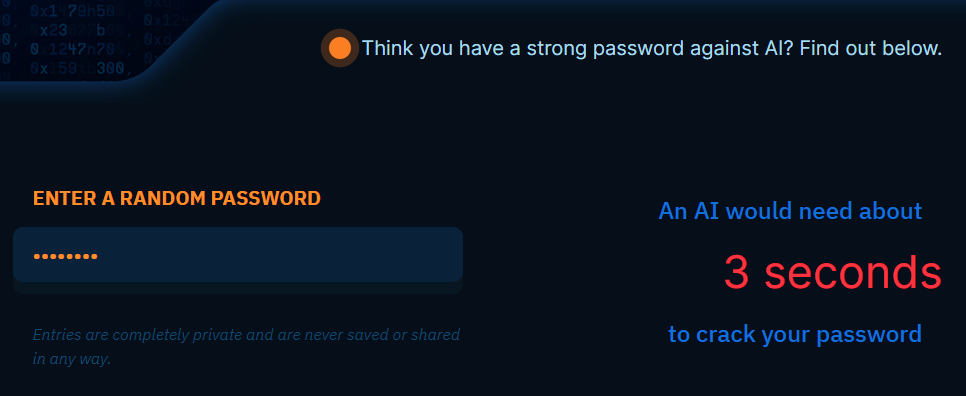 Think you have a strong password against AI? Find out below.
ENTER A RANDOM PASSWORD
••••••••
Entries are completely private and are never saved or shared
in any way.
An AI would need about
3 seconds
to crack your password